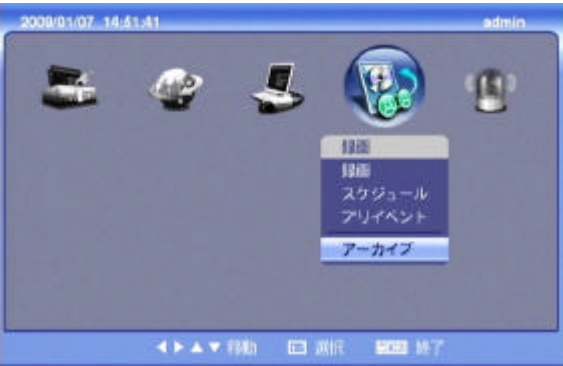 2009/01/07 14:51:41 admin
録画
録画
スケジュール
プリイベント
アーカイブ
移動 選択 終了